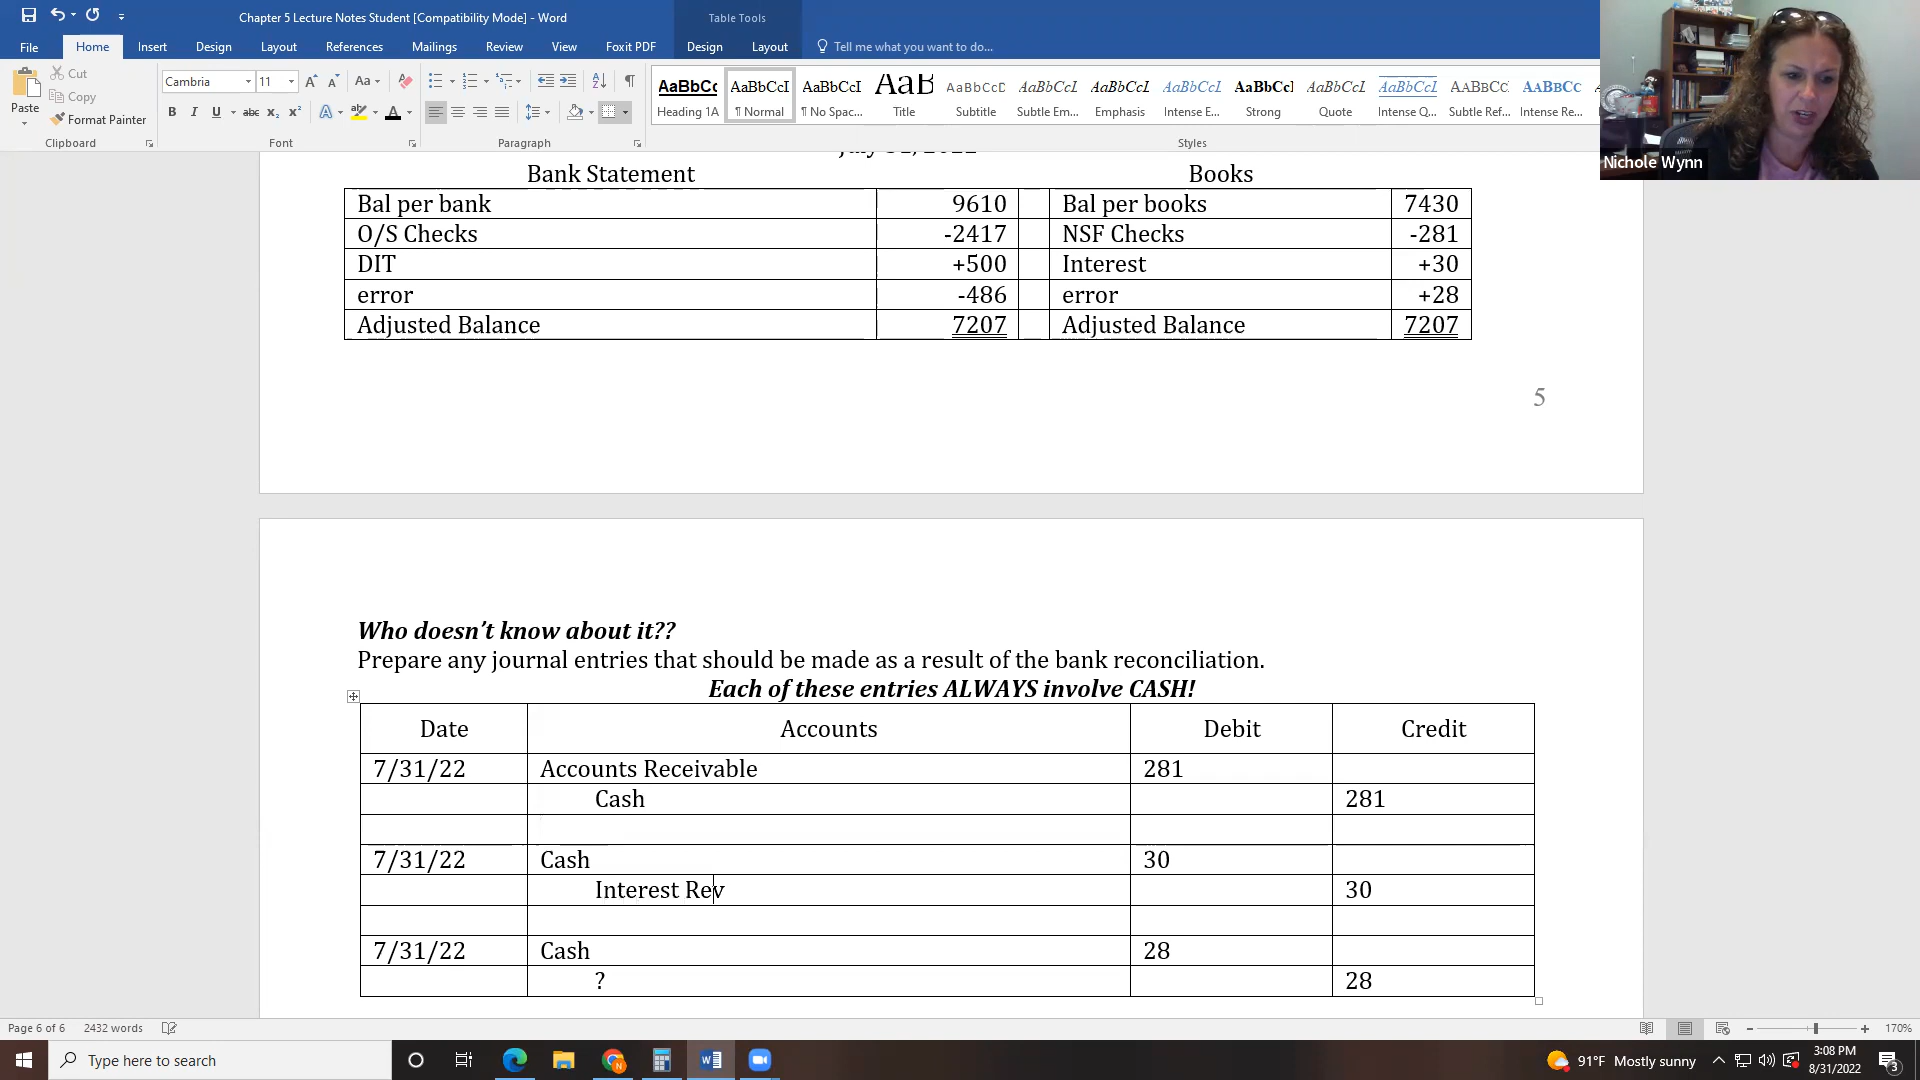 Chapter 5 Lecture Notes Student [Compatibility Mode] - Word
Table Tools
File Home Insert Design Layout References Mailings Review View Foxit PDF Design Layout Tell me what you want to do...
Paste
Cut
Copy
Format Painter
Clipboard
Cambria 11
Font
Paragraph
AaBbCc AaBbCcI AaBbCcI AaB AaBbCcD AaBbCcI AaBbCcI AaBbCcI AaBbCcI AaBbCcI AaBbCcI AABBCC AABBCC
Heading 1A ¶ Normal ¶ No Spac... Title Subtitle Subtle Em... Emphasis Intense E... Strong Quote Intense Q... Subtle Ref... Intense Re...
Styles
Nichole Wynn
July 31, 2022
Bank Statement Books
Bal per bank 9610 Bal per books 7430
O/S Checks -2417 NSF Checks -281
DIT +500 Interest +30
error -486 error +28
Adjusted Balance 7207 Adjusted Balance 7207
5
Who doesn't know about it??
Prepare any journal entries that should be made as a result of the bank reconciliation.
Each of these entries ALWAYS involve CASH!
Date Accounts Debit Credit
7/31/22 Accounts Receivable 281
Cash 281
7/31/22 Cash 30
Interest Rev 30
7/31/22 Cash 28
? 28
Page 6 of 6 2432 words 170%
Type here to search
91°F Mostly sunny
3:08 PM
8/31/2022
3